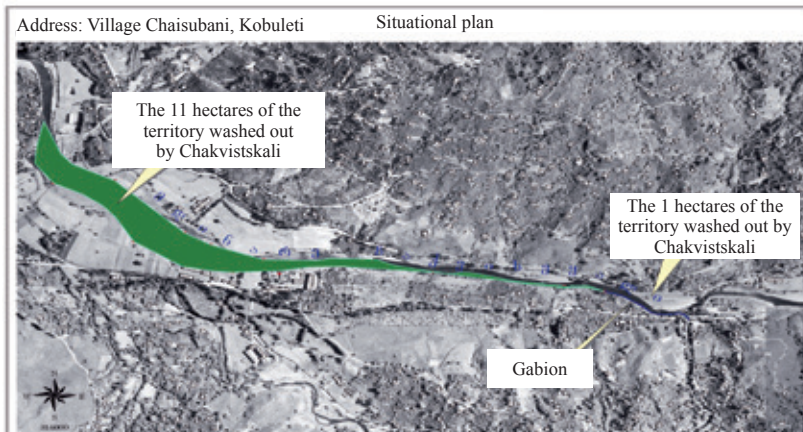 Address: Village Chaisubani, Kobuleti
Situational plan
The 11 hectares of the
territory washed out
by Chakvistskali
The 1 hectares of the
territory washed out by
Chakvistskali
Gabion